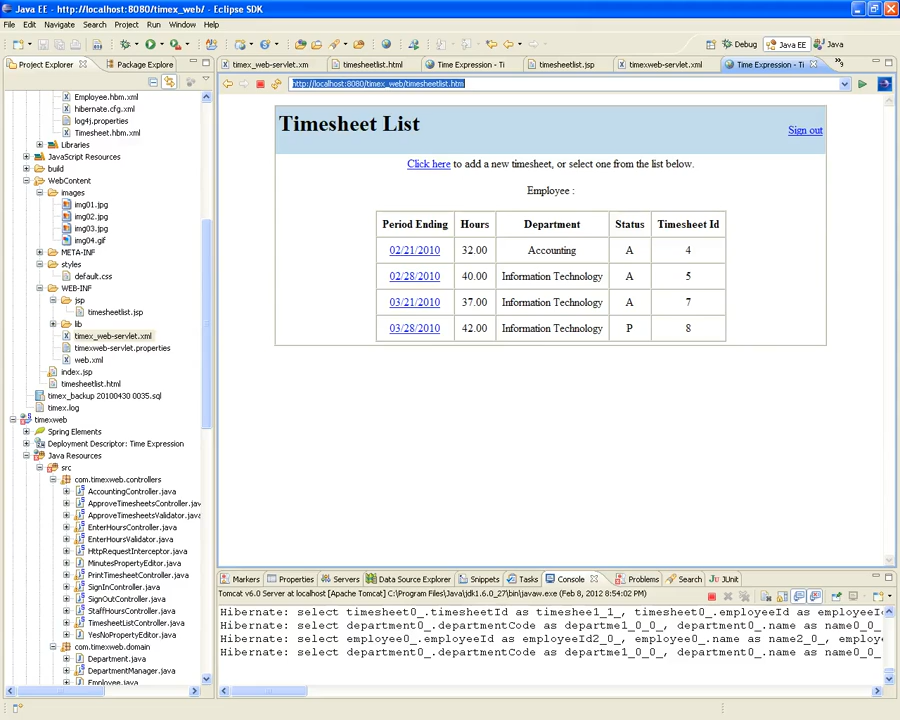 Java EE - http://localhost:8080/timex_web/ - Eclipse SDK
File Edit Navigate Search Project Run Window Help
Debug Java EE Java
Project Explorer Package Explore
timex_web-servlet.xm timesheetlist.html Time Expression - Ti timesheetlist.jsp timexweb-servlet.xml Time Expression - Ti
http://localhost:8080/timex_web/timesheetlist.htm
Employee.hbm.xml
hibernate.cfg.xml
log4j.properties
Timesheet.hbm.xml
Libraries
JavaScript Resources
build
WebContent
images
img01.jpg
img02.jpg
img03.jpg
img04.gif
META-INF
styles
default.css
WEB-INF
jsp
timesheetlist.jsp
lib
timex_web-servlet.xml
timexweb-servlet.properties
web.xml
index.jsp
timesheetlist.html
timex_backup 20100430 0035.sql
timex.log
timexweb
Spring Elements
Deployment Descriptor: Time Expression
Java Resources
src
com.timexweb.controllers
AccountingController.java
ApproveTimesheetsController.jav
ApproveTimesheetsValidator.java
EnterHoursController.java
EnterHoursValidator.java
HttpRequestInterceptor.java
MinutesPropertyEditor.java
PrintTimesheetController.java
SignInController.java
SignOutController.java
StaffHoursController.java
TimesheetListController.java
YesNoPropertyEditor.java
com.timexweb.domain
Department.java
DepartmentManager.java
Employee.java
Timesheet List
Sign out
Click here to add a new timesheet, or select one from the list below.
Employee :
Period Ending Hours Department Status Timesheet Id
02/21/2010 32.00 Accounting A 4
02/28/2010 40.00 Information Technology A 5
03/21/2010 37.00 Information Technology A 7
03/28/2010 42.00 Information Technology P 8
Markers Properties Servers Data Source Explorer Snippets Tasks Console Problems Search JUnit
Tomcat v6.0 Server at localhost [Apache Tomcat] C:\Program Files\Java\jdk1.6.0_27\bin\javaw.exe (Feb 8, 2012 8:54:02 PM)
Hibernate: select timesheet0_.timesheetId as timeshee1_1_, timesheet0_.employeeId as employeeI
Hibernate: select department0_.departmentCode as departme1_0_0_, department0_.name as name0_0_
Hibernate: select employee0_.employeeId as employeeId2_0_, employee0_.name as name2_0_, employ
Hibernate: select department0_.departmentCode as departme1_0_0_, department0_.name as name0_0_